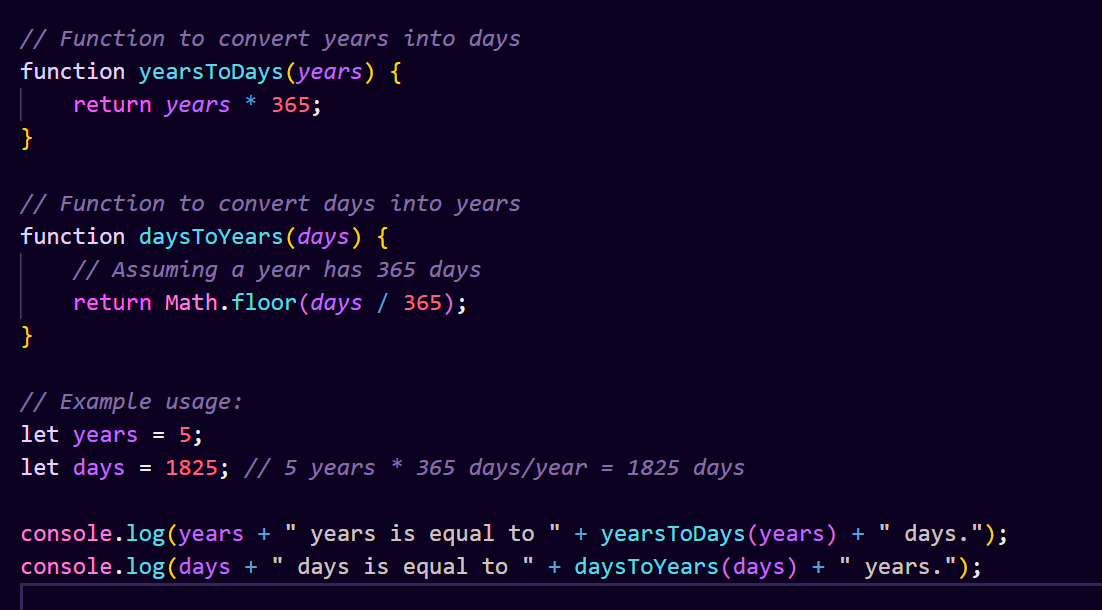 // Function to convert years into days
function yearsToDays(years) {
    return years * 365;
}

// Function to convert days into years
function daysToYears(days) {
    // Assuming a year has 365 days
    return Math.floor(days / 365);
}

// Example usage:
let years = 5;
let days = 1825; // 5 years * 365 days/year = 1825 days

console.log(years + " years is equal to " + yearsToDays(years) + " days.");
console.log(days + " days is equal to " + daysToYears(days) + " years.");